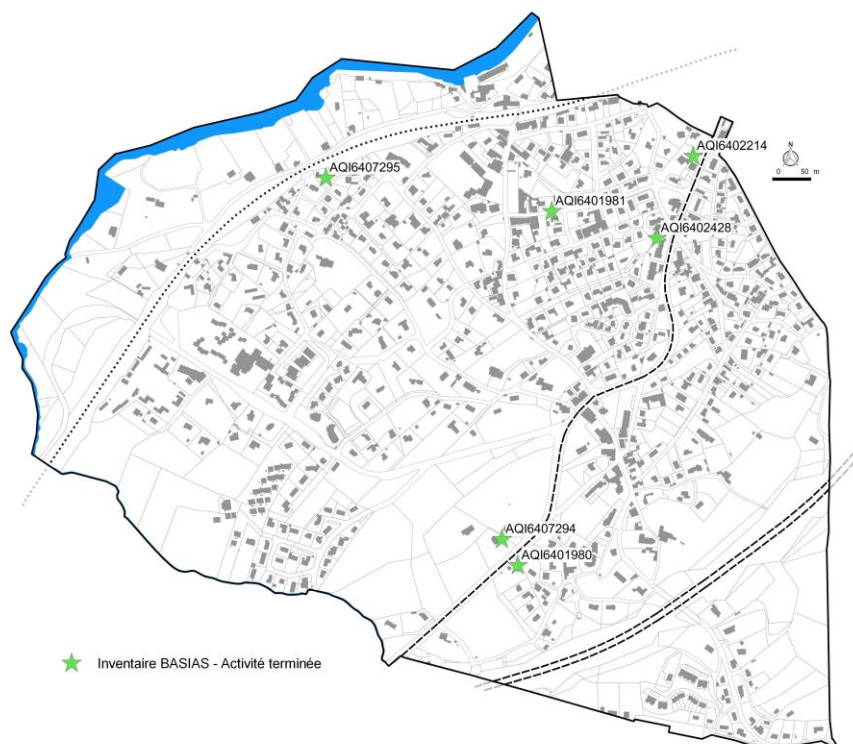 AQI6402214
N
0 50 m
AQI6407295
AQI6401981
AQI6402428
AQI6407294
AQI6401980
Inventaire BASIAS - Activité terminée